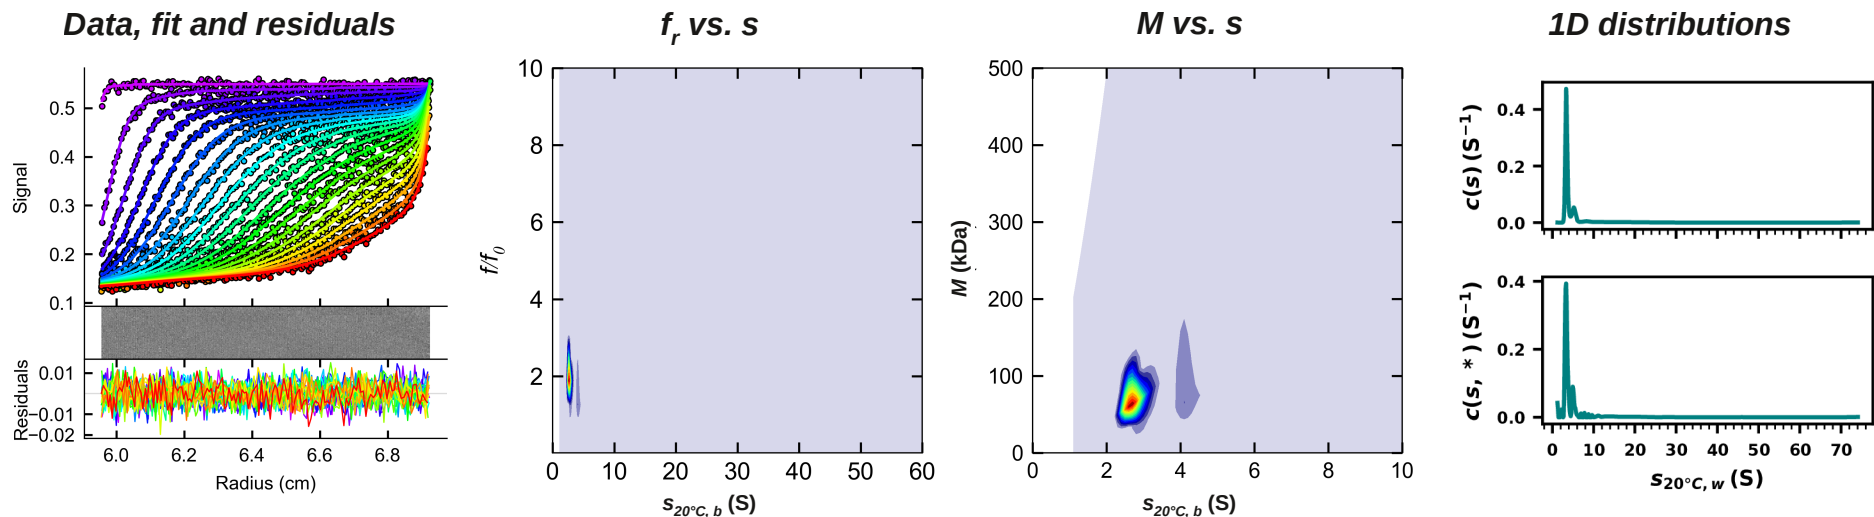 Data, fit and residuals
f_r vs. s
M vs. s
1D distributions
Signal
0.5
0.4
0.3
0.2
0.1
Residuals
0.01
−0.01
−0.02
6.0 6.2 6.4 6.6 6.8
Radius (cm)
f/f_0
10
8
6
4
2
0 10 20 30 40 50 60
s_20°C, b (S)
M (kDa)
500
400
300
200
100
0
0 2 4 6 8 10
s_20°C, b (S)
c(s) (S⁻¹)
0.4
0.2
0.0
c(s, *) (S⁻¹)
0.4
0.2
0.0
0 10 20 30 40 50 60 70
s_20°C, w (S)